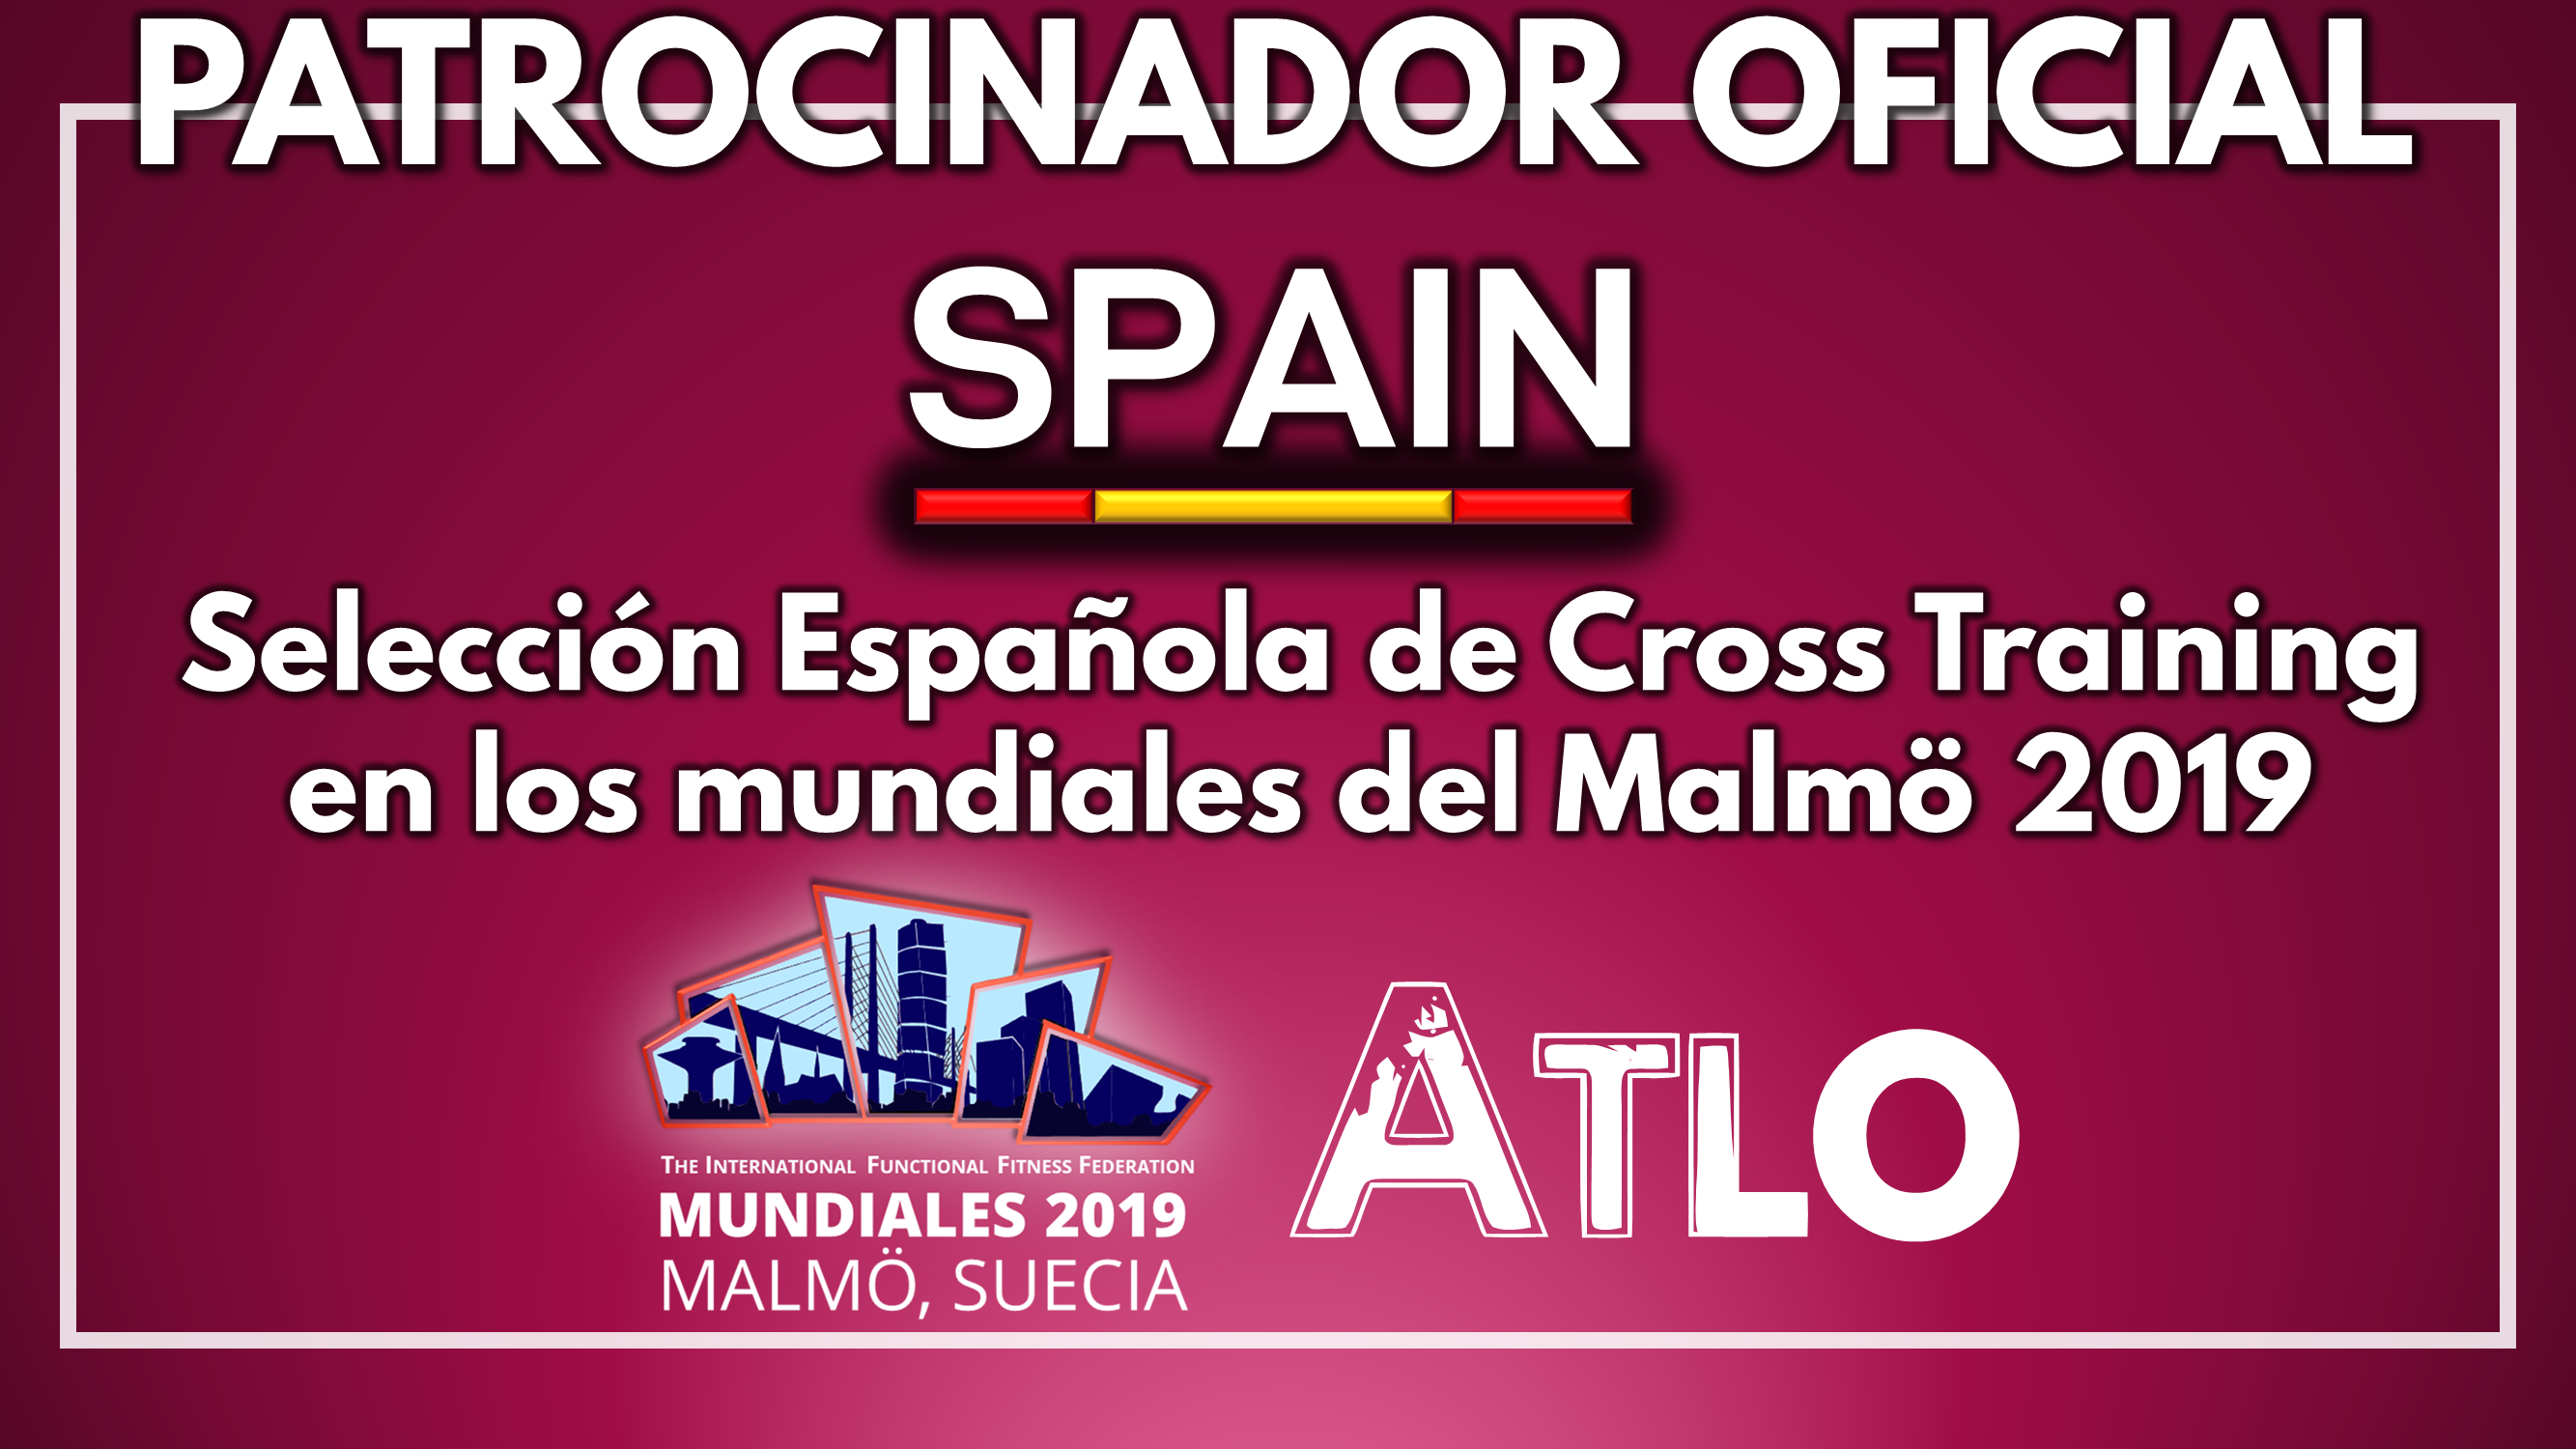 PATROCINADOR OFICIAL
SPAIN
Selección Española de Cross Training
en los mundiales del Malmö 2019
THE INTERNATIONAL FUNCTIONAL FITNESS FEDERATION
MUNDIALES 2019
MALMÖ, SUECIA
ATLO